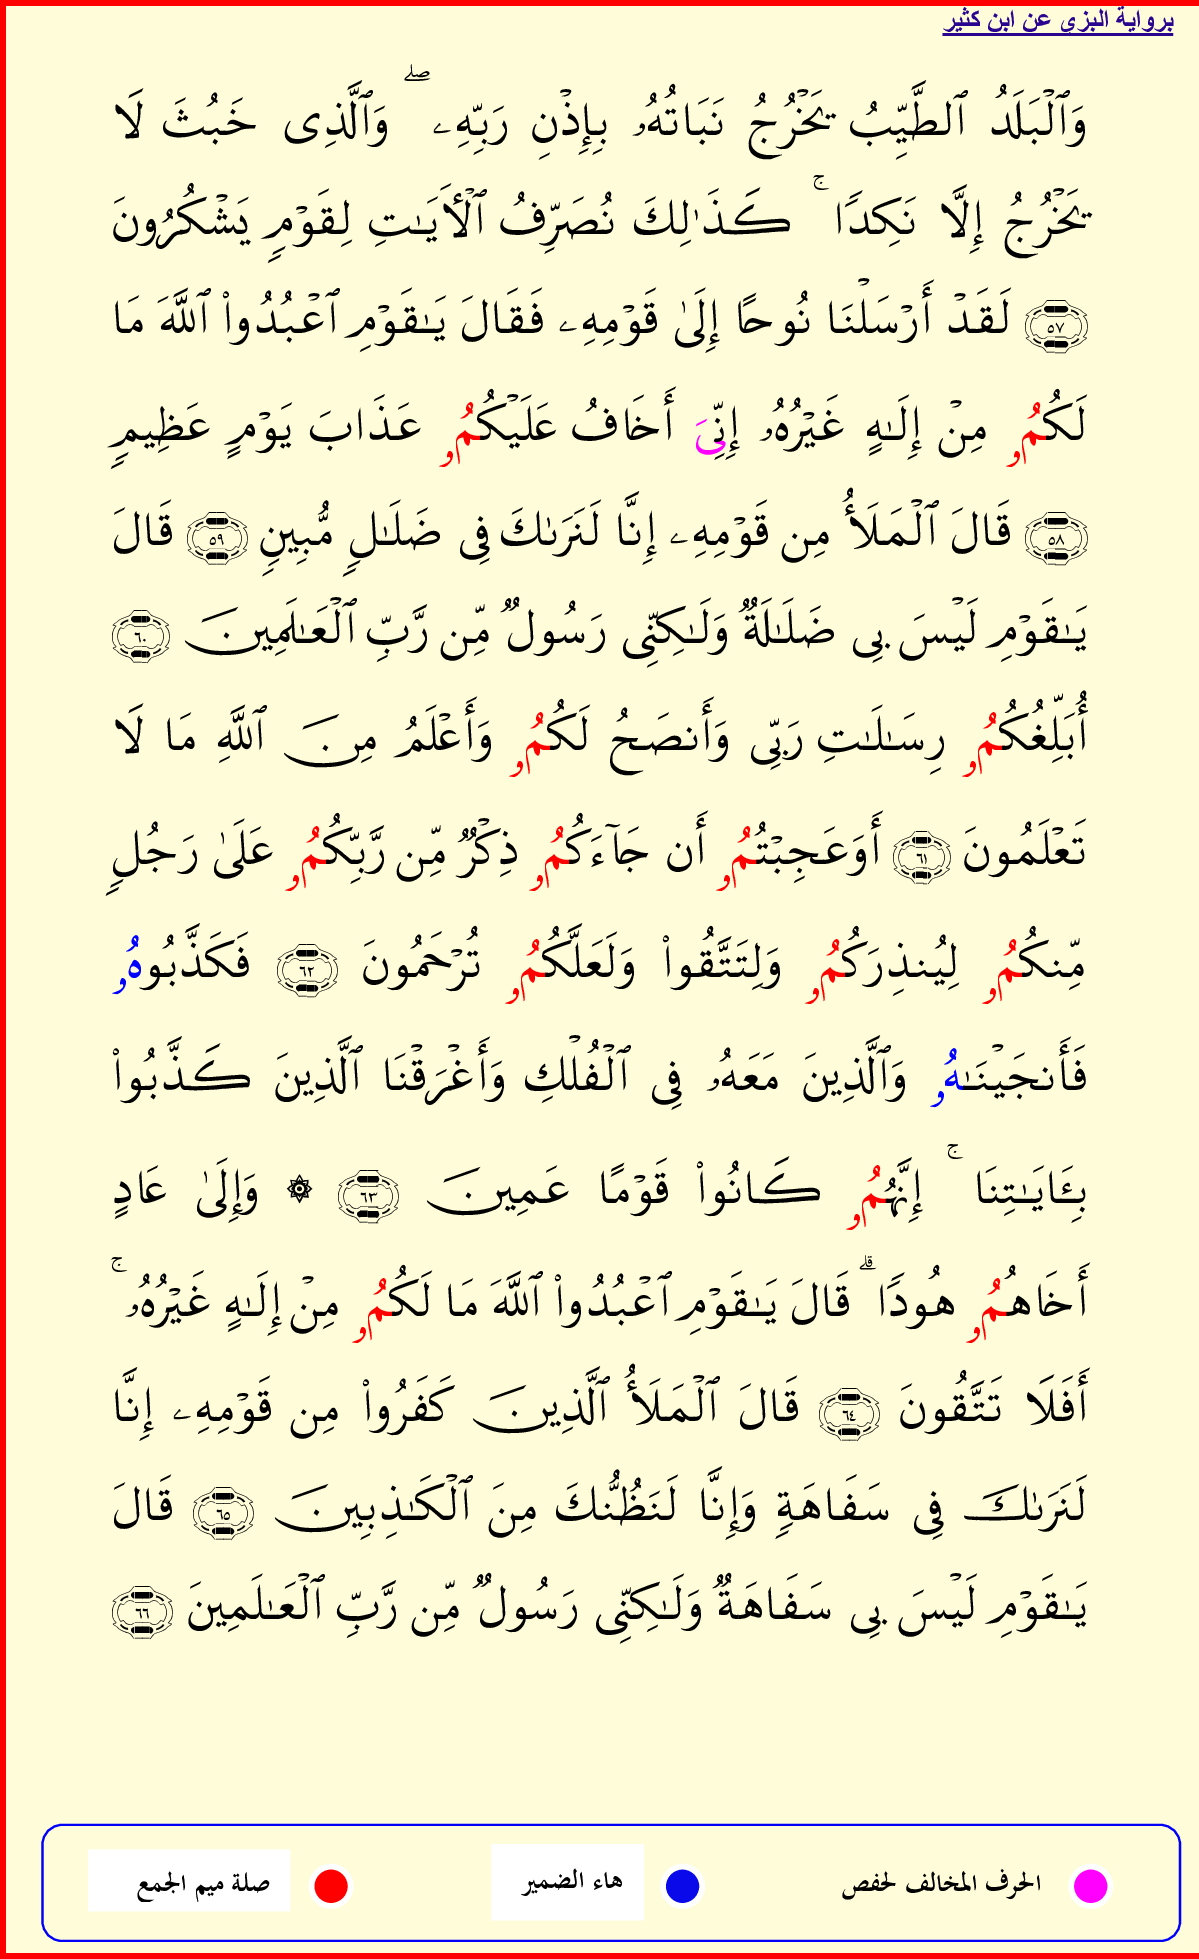 برواية البزي عن ابن كثير
وَٱلْبَلَدُ ٱلطَّيِّبُ يَخْرُجُ نَبَاتُهُۥ بِإِذْنِ رَبِّهِۦ ۖ وَٱلَّذِى خَبُثَ لَا
يَخْرُجُ إِلَّا نَكِدًا ۚ كَذَٰلِكَ نُصَرِّفُ ٱلْأَيَـٰتِ لِقَوْمٍ يَشْكُرُونَ
٥٧ لَقَدْ أَرْسَلْنَا نُوحًا إِلَىٰ قَوْمِهِۦ فَقَالَ يَـٰقَوْمِ ٱعْبُدُوا۟ ٱللَّهَ مَا
لَكُمُۥ مِنْ إِلَـٰهٍ غَيْرُهُۥ إِنِّىَ أَخَافُ عَلَيْكُمُۥ عَذَابَ يَوْمٍ عَظِيمٍ
٥٨ قَالَ ٱلْمَلَأُ مِن قَوْمِهِۦ إِنَّا لَنَرَىٰكَ فِى ضَلَـٰلٍ مُّبِينٍ ٥٩ قَالَ
يَـٰقَوْمِ لَيْسَ بِى ضَلَـٰلَةٌ وَلَـٰكِنِّى رَسُولٌ مِّن رَّبِّ ٱلْعَـٰلَمِينَ ٦٠
أُبَلِّغُكُمُۥ رِسَـٰلَـٰتِ رَبِّى وَأَنصَحُ لَكُمُۥ وَأَعْلَمُ مِنَ ٱللَّهِ مَا لَا
تَعْلَمُونَ ٦١ أَوَعَجِبْتُمُۥ أَن جَآءَكُمُۥ ذِكْرٌ مِّن رَّبِّكُمُۥ عَلَىٰ رَجُلٍ
مِّنكُمُۥ لِيُنذِرَكُمُۥ وَلِتَتَّقُوا۟ وَلَعَلَّكُمُۥ تُرْحَمُونَ ٦٢ فَكَذَّبُوهُۥ
فَأَنجَيْنَـٰهُۥ وَٱلَّذِينَ مَعَهُۥ فِى ٱلْفُلْكِ وَأَغْرَقْنَا ٱلَّذِينَ كَذَّبُوا۟
بِـَٔايَـٰتِنَا ۚ إِنَّهُمُۥ كَانُوا۟ قَوْمًا عَمِينَ ٦٣ ۞ وَإِلَىٰ عَادٍ
أَخَاهُمُۥ هُودًا ۗ قَالَ يَـٰقَوْمِ ٱعْبُدُوا۟ ٱللَّهَ مَا لَكُمُۥ مِنْ إِلَـٰهٍ غَيْرُهُۥ ۚ
أَفَلَا تَتَّقُونَ ٦٤ قَالَ ٱلْمَلَأُ ٱلَّذِينَ كَفَرُوا۟ مِن قَوْمِهِۦ إِنَّا
لَنَرَىٰكَ فِى سَفَاهَةٍ وَإِنَّا لَنَظُنُّكَ مِنَ ٱلْكَـٰذِبِينَ ٦٥ قَالَ
يَـٰقَوْمِ لَيْسَ بِى سَفَاهَةٌ وَلَـٰكِنِّى رَسُولٌ مِّن رَّبِّ ٱلْعَـٰلَمِينَ ٦٦
الحرف المخالف لحفص هاء الضمير صلة ميم الجمع